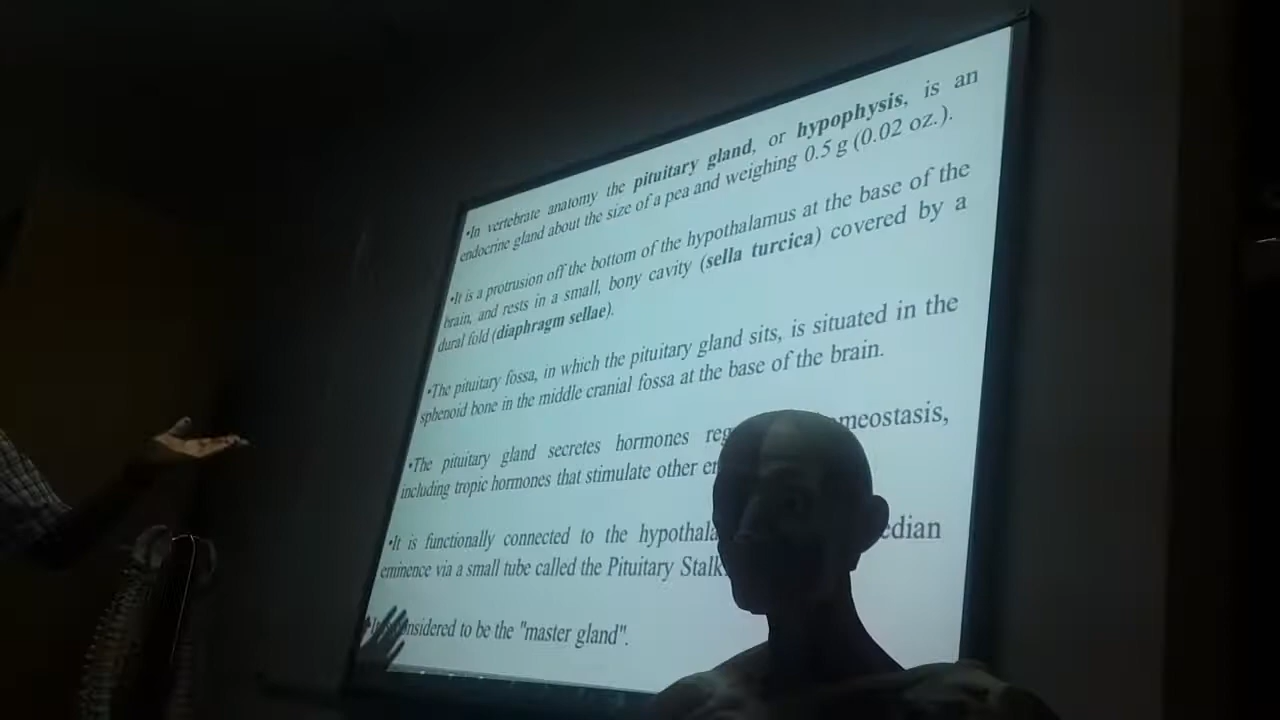 •In vertebrate anatomy the pituitary gland, or hypophysis, is an
endocrine gland about the size of a pea and weighing 0.5 g (0.02 oz.).
•It is a protrusion off the bottom of the hypothalamus at the base of the
brain, and rests in a small, bony cavity (sella turcica) covered by a
dural fold (diaphragm sellae).
•The pituitary fossa, in which the pituitary gland sits, is situated in the
sphenoid bone in the middle cranial fossa at the base of the brain.
•The pituitary gland secretes hormones reg meostasis,
including tropic hormones that stimulate other en
•It is functionally connected to the hypothala edian
eminence via a small tube called the Pituitary Stalk
•It nsidered to be the "master gland".